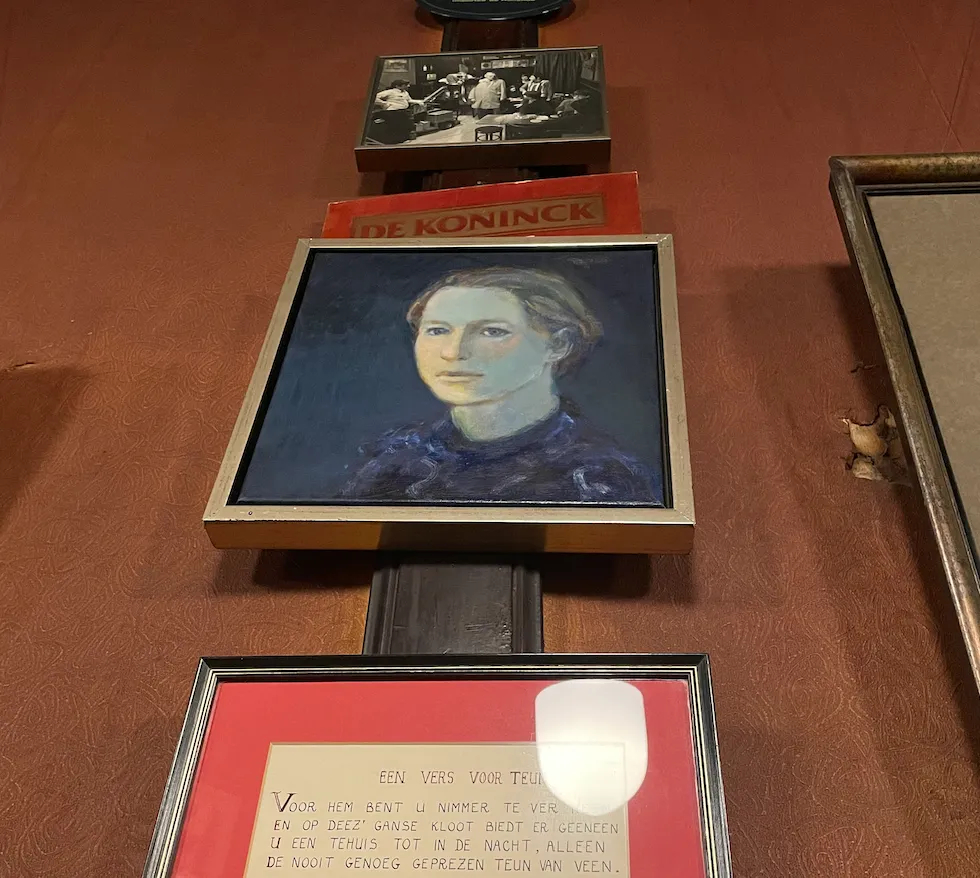 DE KONINCK
EEN VERS VOOR
VOOR HEM BENT U NIMMER TE VER
EN OP DEEZ' GANSE KLOOT BIEDT ER GEENEEN
U EEN TEHUIS TOT IN DE NACHT, ALLEEN
DE NOOIT GENOEG GEPREZEN TEUN VAN VEEN.